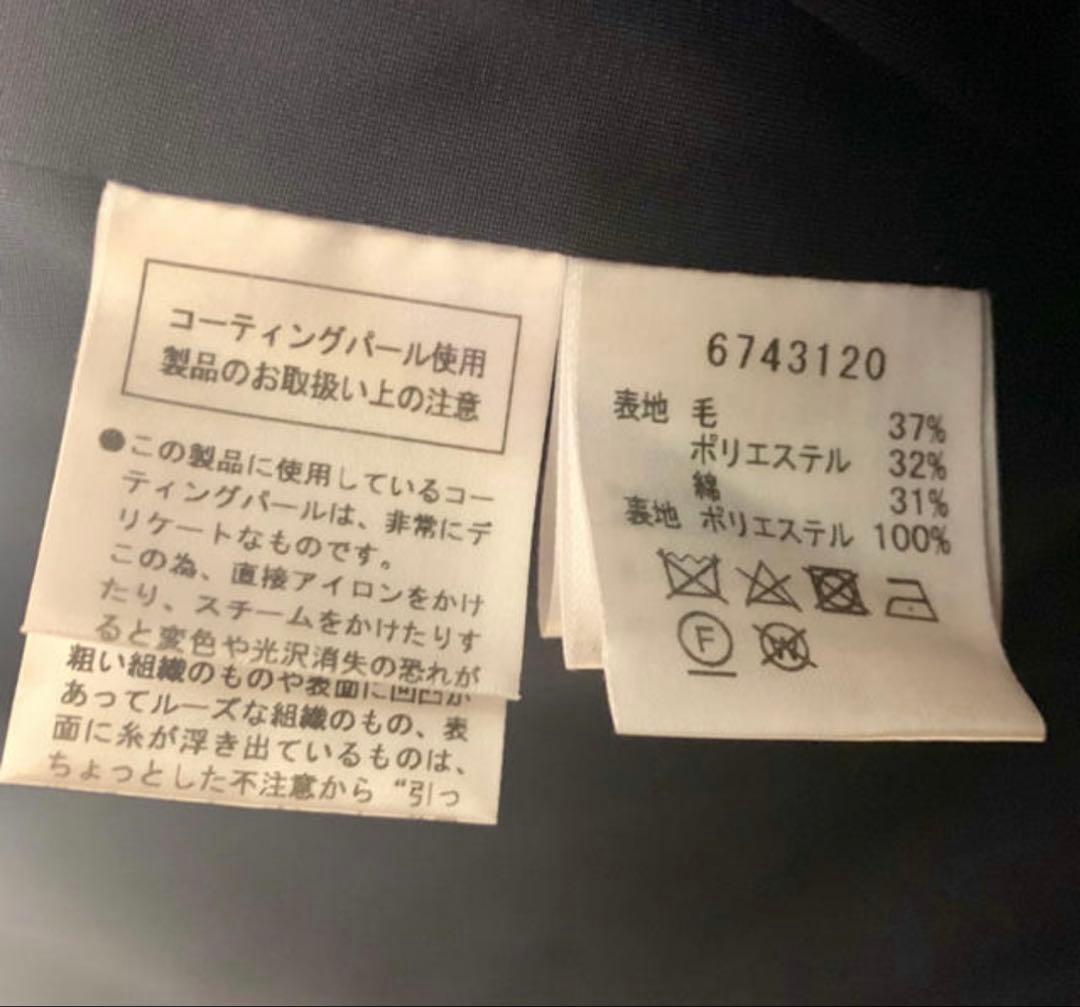 コーティングパール使用
製品のお取扱い上の注意
●この製品に使用しているコー
ティングパールは、非常にデ
リケートなものです。
この為、直接アイロンをかけ
たり、スチームをかけたりす
ると変色や光沢消失の恐れが
粗い組織のものや表面に凹凸が
あってルーズな組織のもの、表
面に糸が浮き出ているものは、
ちょっとした不注意から“引っ
6743120
表地 毛 37%
ポリエステル 32%
綿 31%
表地 ポリエステル 100%
F
W